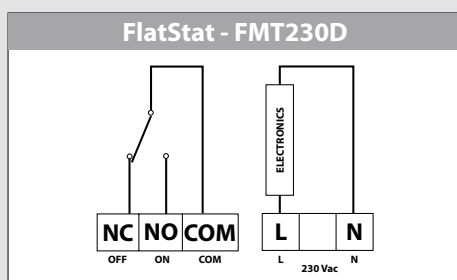 FlatStat - FMT230D
ELECTRONICS
NC NO COM L N
OFF ON COM L N
230 Vac